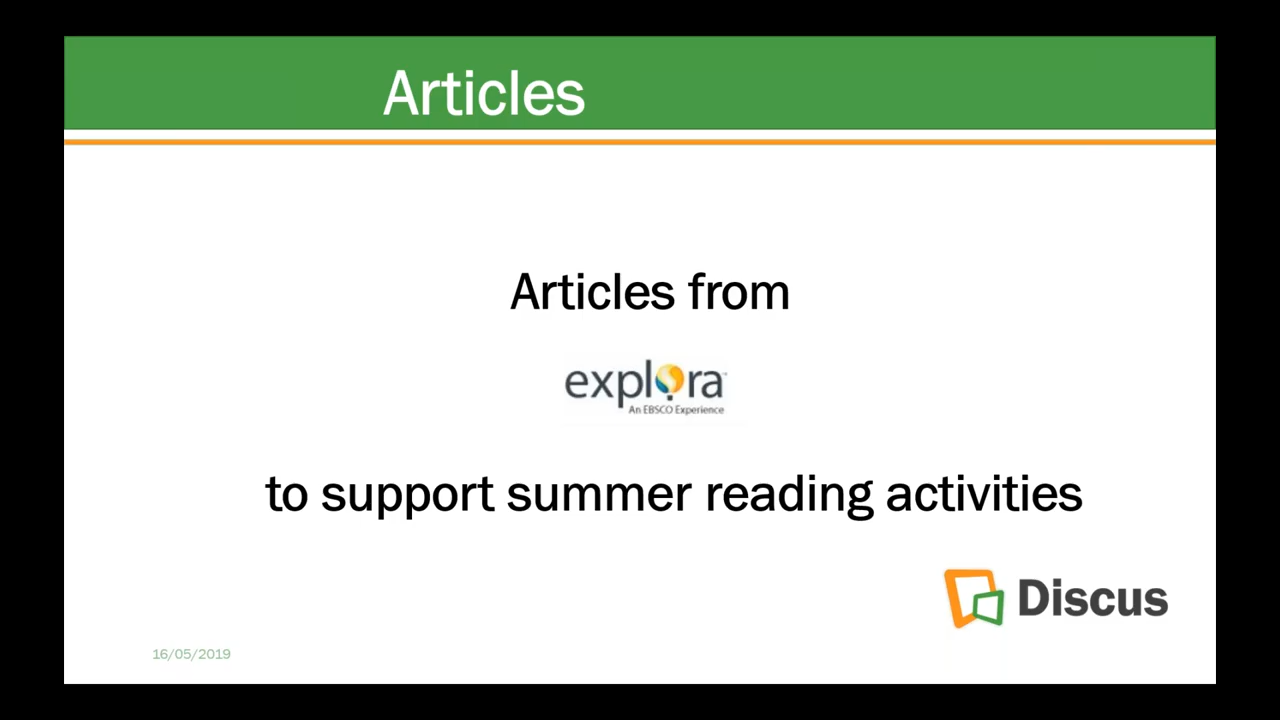 Articles
Articles from
explora
An EBSCO Experience
to support summer reading activities
Discus
16/05/2019